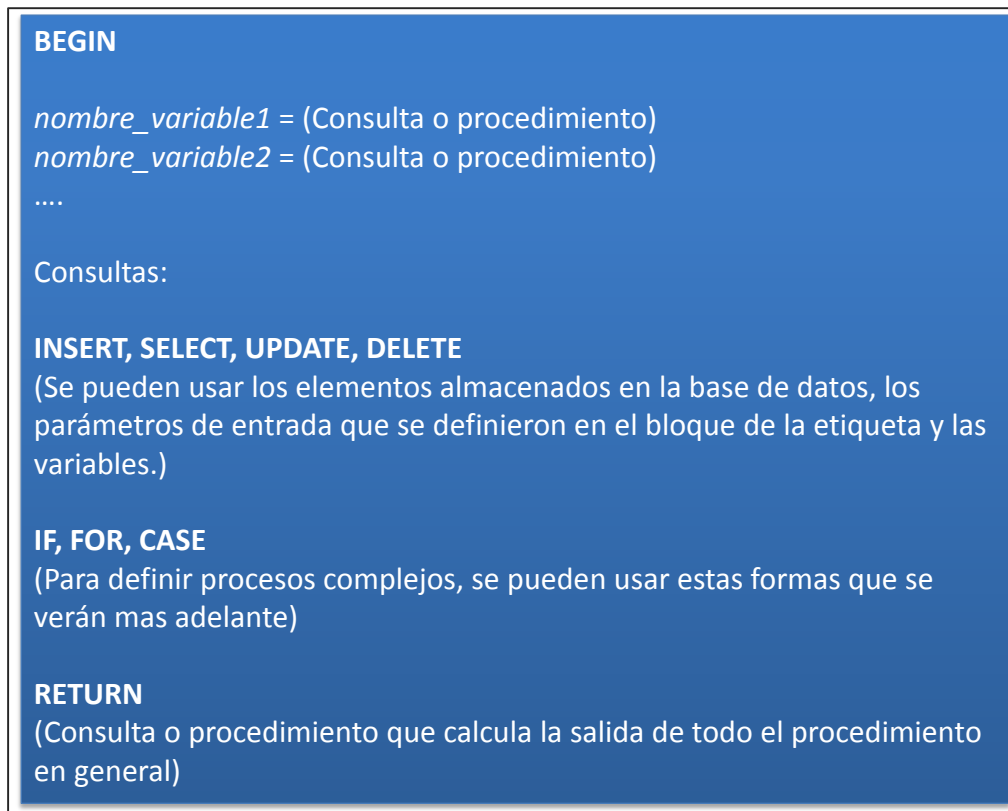 BEGIN
nombre_variable1 = (Consulta o procedimiento)
nombre_variable2 = (Consulta o procedimiento)
....
Consultas:
INSERT, SELECT, UPDATE, DELETE
(Se pueden usar los elementos almacenados en la base de datos, los
parámetros de entrada que se definieron en el bloque de la etiqueta y las
variables.)
IF, FOR, CASE
(Para definir procesos complejos, se pueden usar estas formas que se
verán mas adelante)
RETURN
(Consulta o procedimiento que calcula la salida de todo el procedimiento
en general)